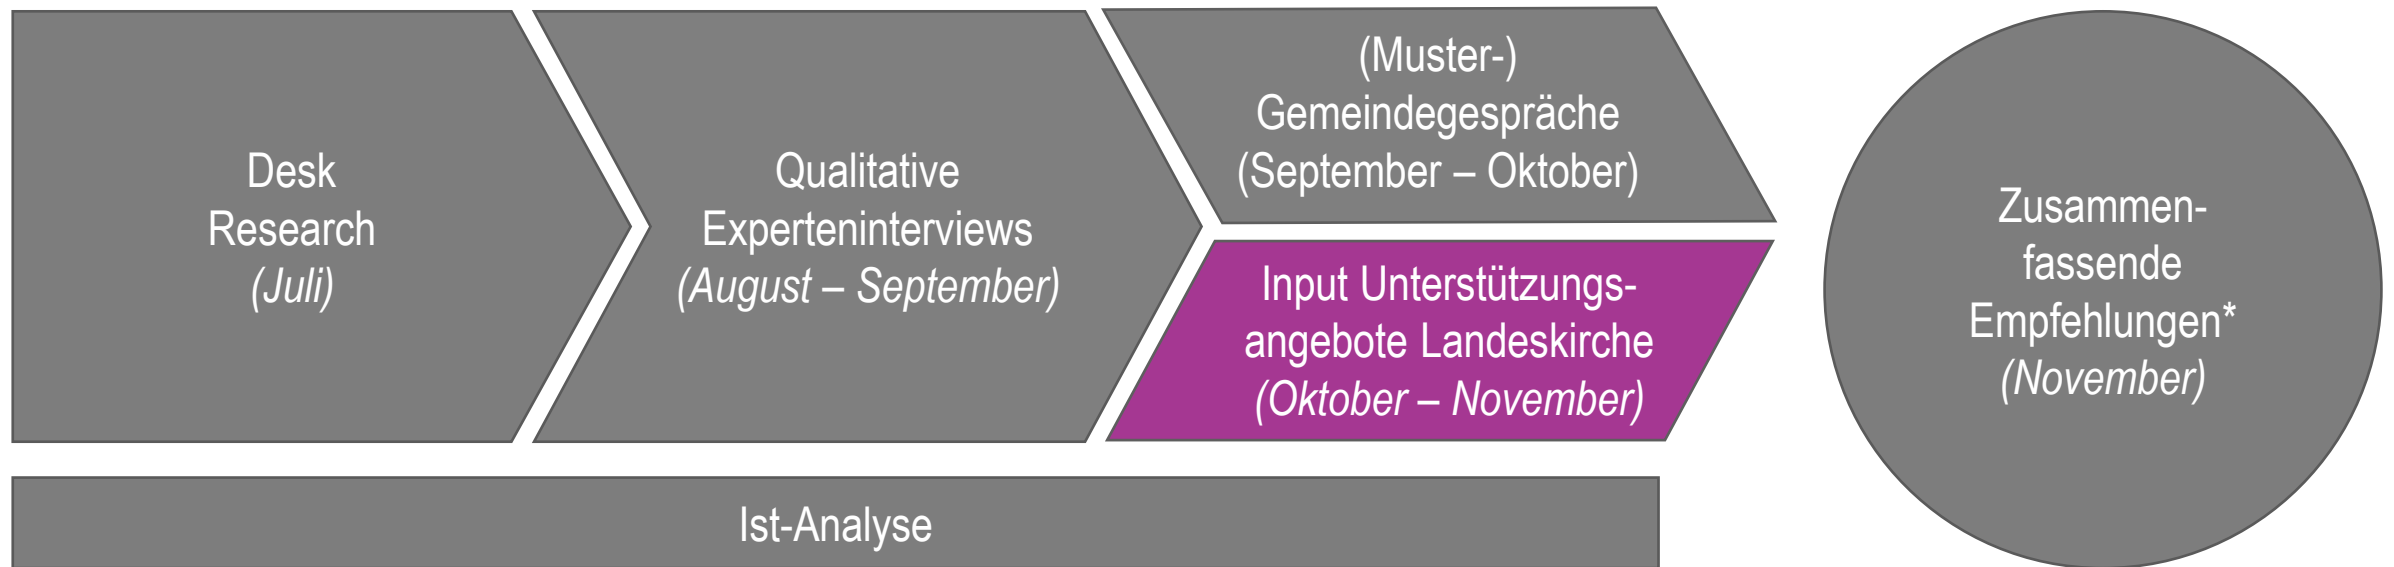 Desk
Research
(Juli)
Qualitative
Experteninterviews
(August – September)
(Muster-)
Gemeindegespräche
(September – Oktober)
Input Unterstützungs-
angebote Landeskirche
(Oktober – November)
Zusammen-
fassende
Empfehlungen*
(November)
Ist-Analyse